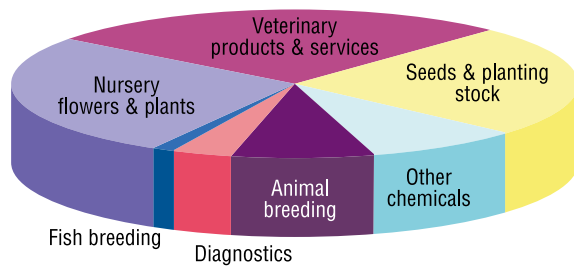 Veterinary
products & services
Seeds & planting
stock
Nursery
flowers & plants
Other
chemicals
Animal
breeding
Fish breeding
Diagnostics